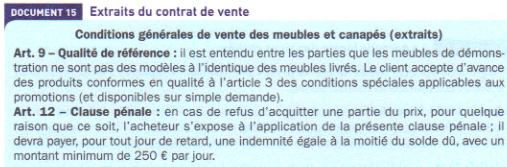 DOCUMENT 15 Extraits du contrat de vente
Conditions générales de vente des meubles et canapés (extraits)
Art. 9 – Qualité de référence : il est entendu entre les parties que les meubles de démons-
tration ne sont pas des modèles à l'identique des meubles livrés. Le client accepte d'avance
des produits conformes en qualité à l'article 3 des conditions spéciales applicables aux
promotions (et disponibles sur simple demande).
Art. 12 – Clause pénale : en cas de refus d'acquitter une partie du prix, pour quelque
raison que ce soit, l'acheteur s'expose à l'application de la présente clause pénale ; il
devra payer, pour tout jour de retard, une indemnité égale à la moitié du solde dû, avec un
montant minimum de 250 € par jour.